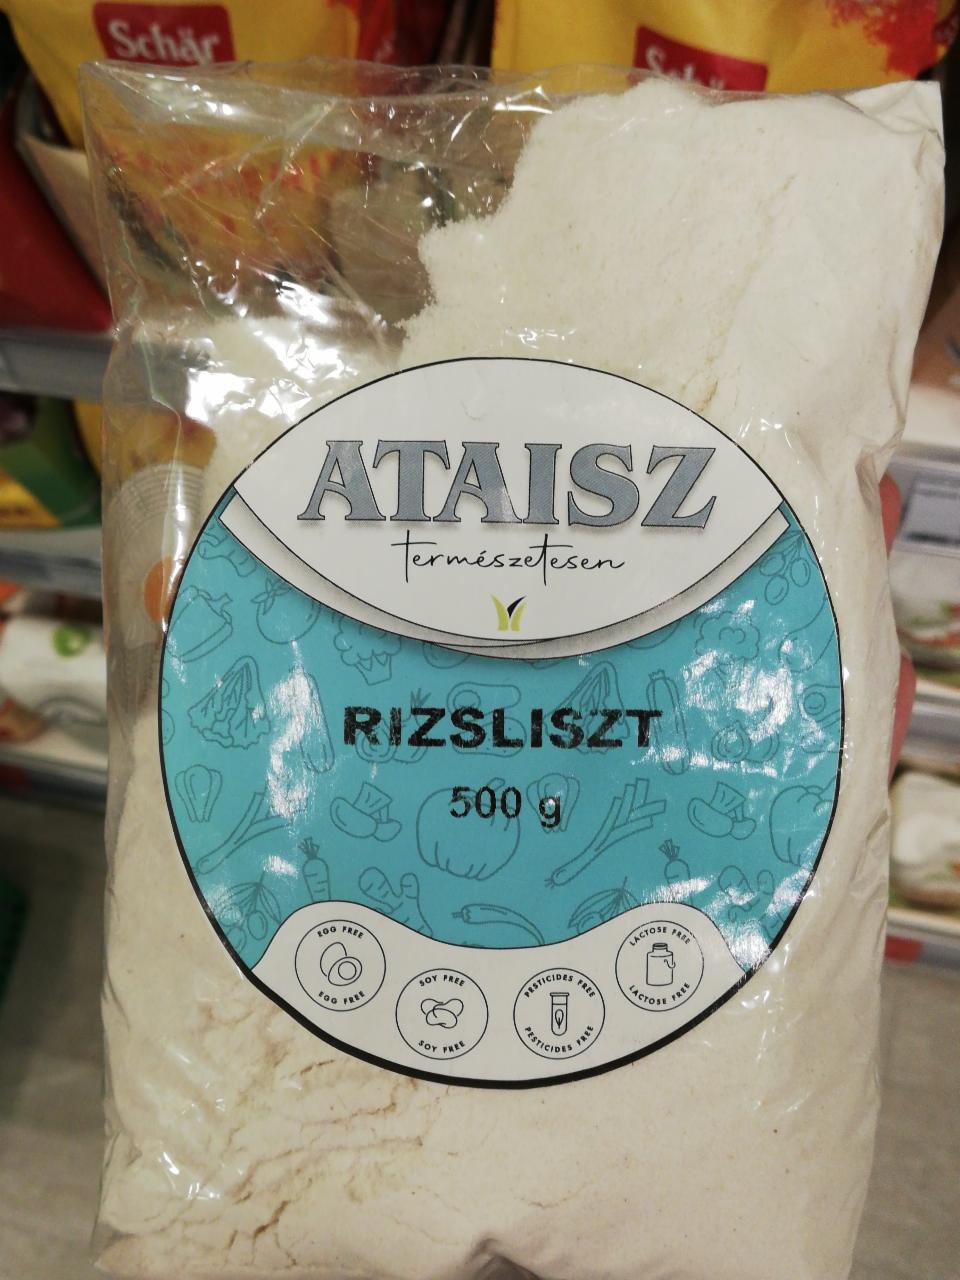 Schär
Schär
ATAISZ
természetesen
RIZSLISZT
500 g
EGG FREE
EGG FREE
SOY FREE
SOY FREE
PESTICIDES FREE
PESTICIDES FREE
LACTOSE FREE
LACTOSE FREE